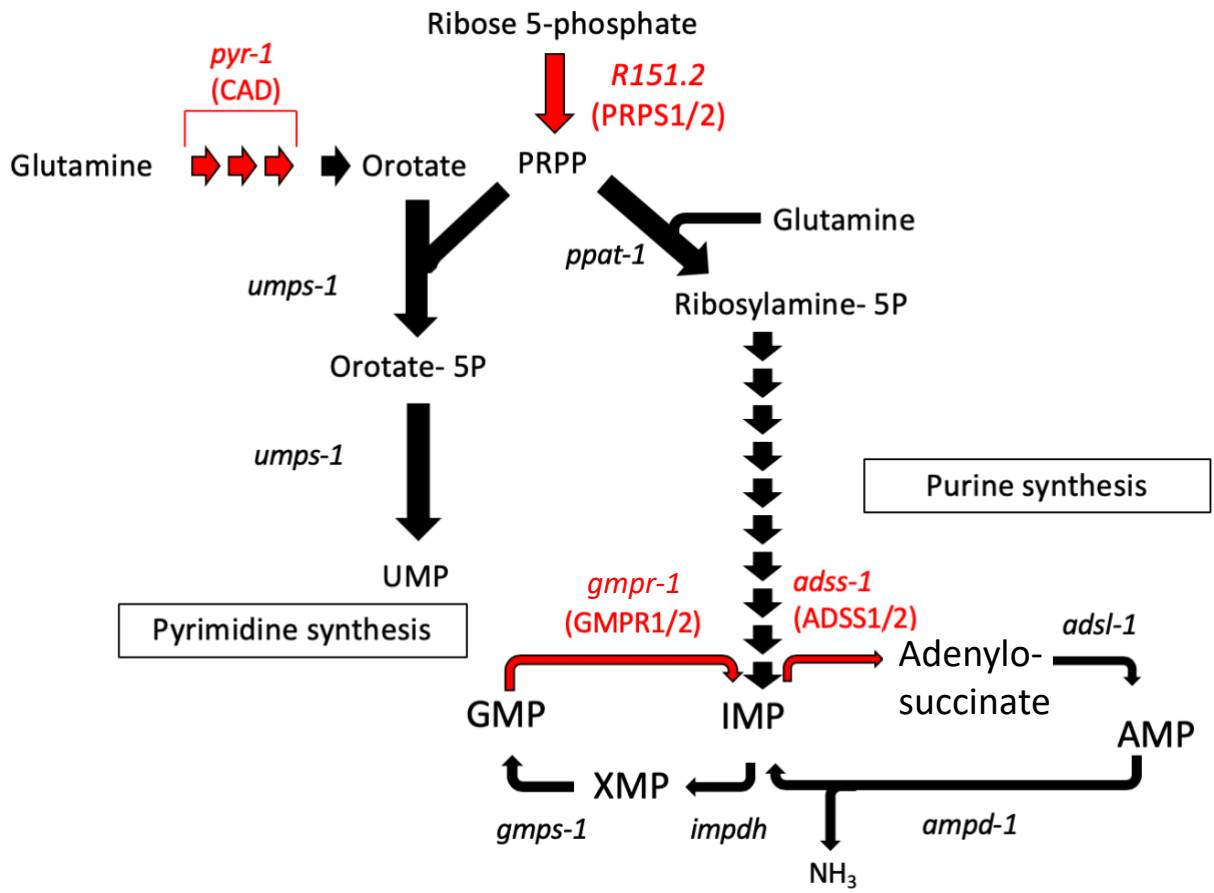 Ribose 5-phosphate
pyr-1
(CAD)
R151.2
(PRPS1/2)
Glutamine
Orotate
PRPP
Glutamine
ppat-1
umps-1
Ribosylamine- 5P
Orotate- 5P
umps-1
Purine synthesis
UMP
gmpr-1
(GMPR1/2)
adss-1
(ADSS1/2)
Pyrimidine synthesis
adsl-1
Adenylo-
succinate
GMP
IMP
AMP
XMP
gmps-1
impdh
ampd-1
NH₃